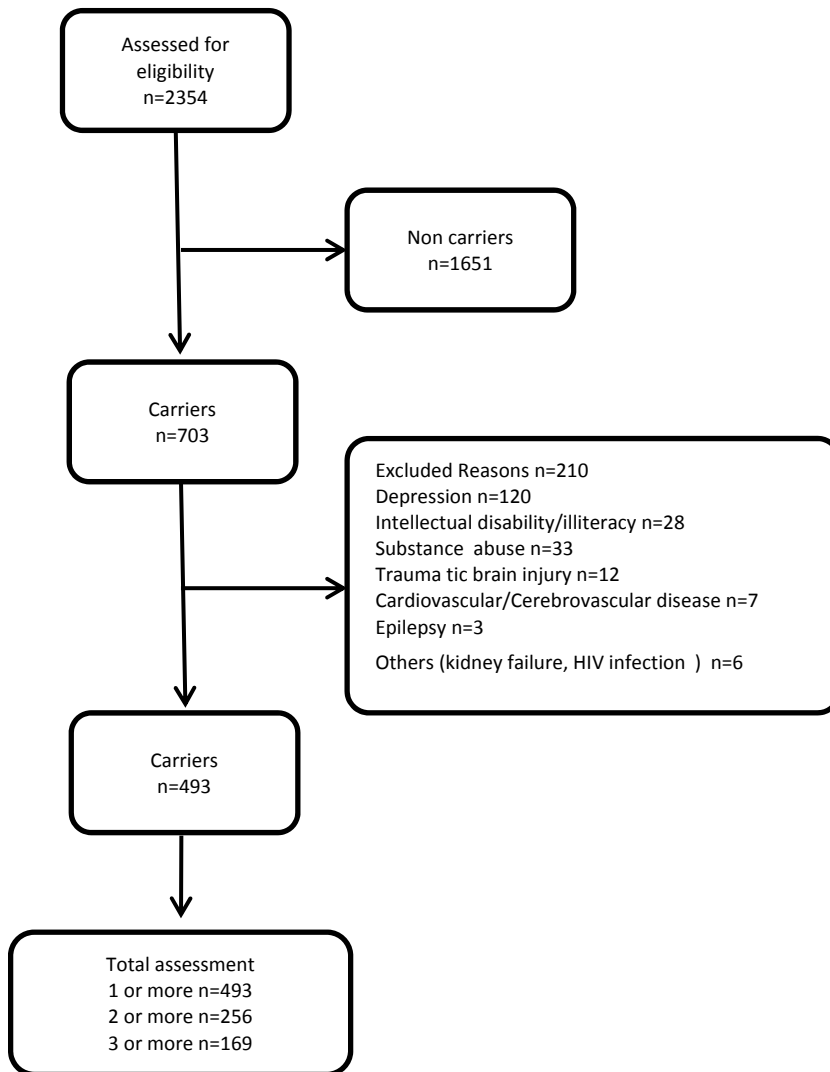 Assessed for
eligibility
n=2354
Non carriers
n=1651
Carriers
n=703
Excluded Reasons n=210
Depression n=120
Intellectual disability/illiteracy n=28
Substance  abuse n=33
Trauma tic brain injury n=12
Cardiovascular/Cerebrovascular disease n=7
Epilepsy n=3
Others (kidney failure, HIV infection  )  n=6
Carriers
n=493
Total assessment
1 or more n=493
2 or more n=256
3 or more n=169